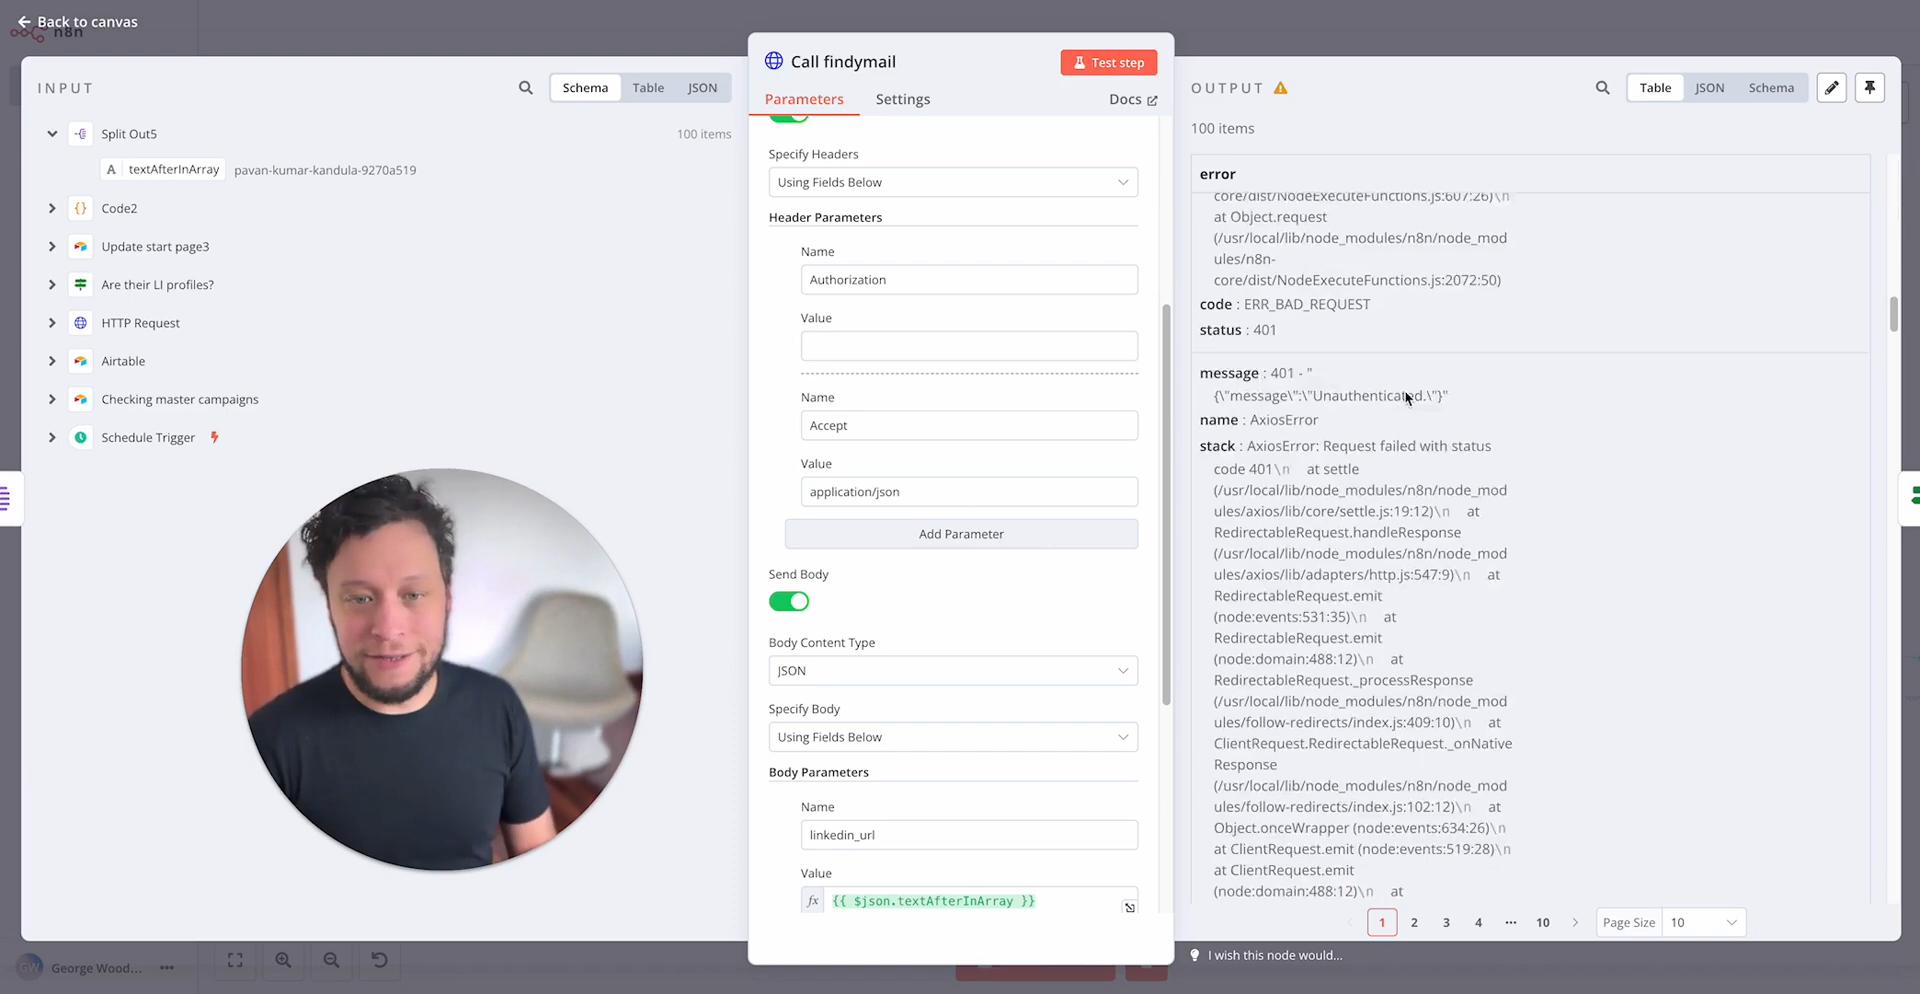 Back to canvas
n8n
INPUT
Schema
Table
JSON
Split Out5
100 items
A textAfterInArray pavan-kumar-kandula-9270a519
Code2
Update start page3
Are their LI profiles?
HTTP Request
Airtable
Checking master campaigns
Schedule Trigger
George Wood...
Call findymail
Test step
Parameters
Settings
Docs
Specify Headers
Using Fields Below
Header Parameters
Name
Authorization
Value
Name
Accept
Value
application/json
Add Parameter
Send Body
Body Content Type
JSON
Specify Body
Using Fields Below
Body Parameters
Name
linkedin_url
Value
fx {{ $json.textAfterInArray }}
OUTPUT
Table
JSON
Schema
100 items
error
core/dist/NodeExecuteFunctions.js:607:26)\n
at Object.request
(/usr/local/lib/node_modules/n8n/node_mod
ules/n8n-
core/dist/NodeExecuteFunctions.js:2072:50)
code : ERR_BAD_REQUEST
status : 401
message : 401 - "
{\"message\":\"Unauthenticated.\"}"
name : AxiosError
stack : AxiosError: Request failed with status
code 401\n at settle
(/usr/local/lib/node_modules/n8n/node_mod
ules/axios/lib/core/settle.js:19:12)\n at
RedirectableRequest.handleResponse
(/usr/local/lib/node_modules/n8n/node_mod
ules/axios/lib/adapters/http.js:547:9)\n at
RedirectableRequest.emit
(node:events:531:35)\n at
RedirectableRequest.emit
(node:domain:488:12)\n at
RedirectableRequest._processResponse
(/usr/local/lib/node_modules/n8n/node_mod
ules/follow-redirects/index.js:409:10)\n at
ClientRequest.RedirectableRequest._onNative
Response
(/usr/local/lib/node_modules/n8n/node_mod
ules/follow-redirects/index.js:102:12)\n at
Object.onceWrapper (node:events:634:26)\n
at ClientRequest.emit (node:events:519:28)\n
at ClientRequest.emit
(node:domain:488:12)\n at
1 2 3 4 ... 10
Page Size 10
I wish this node would...